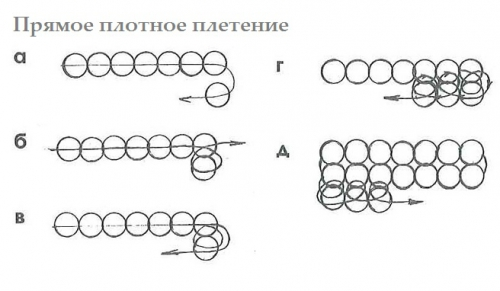 Прямое плотное плетение
а
г
б
д
в